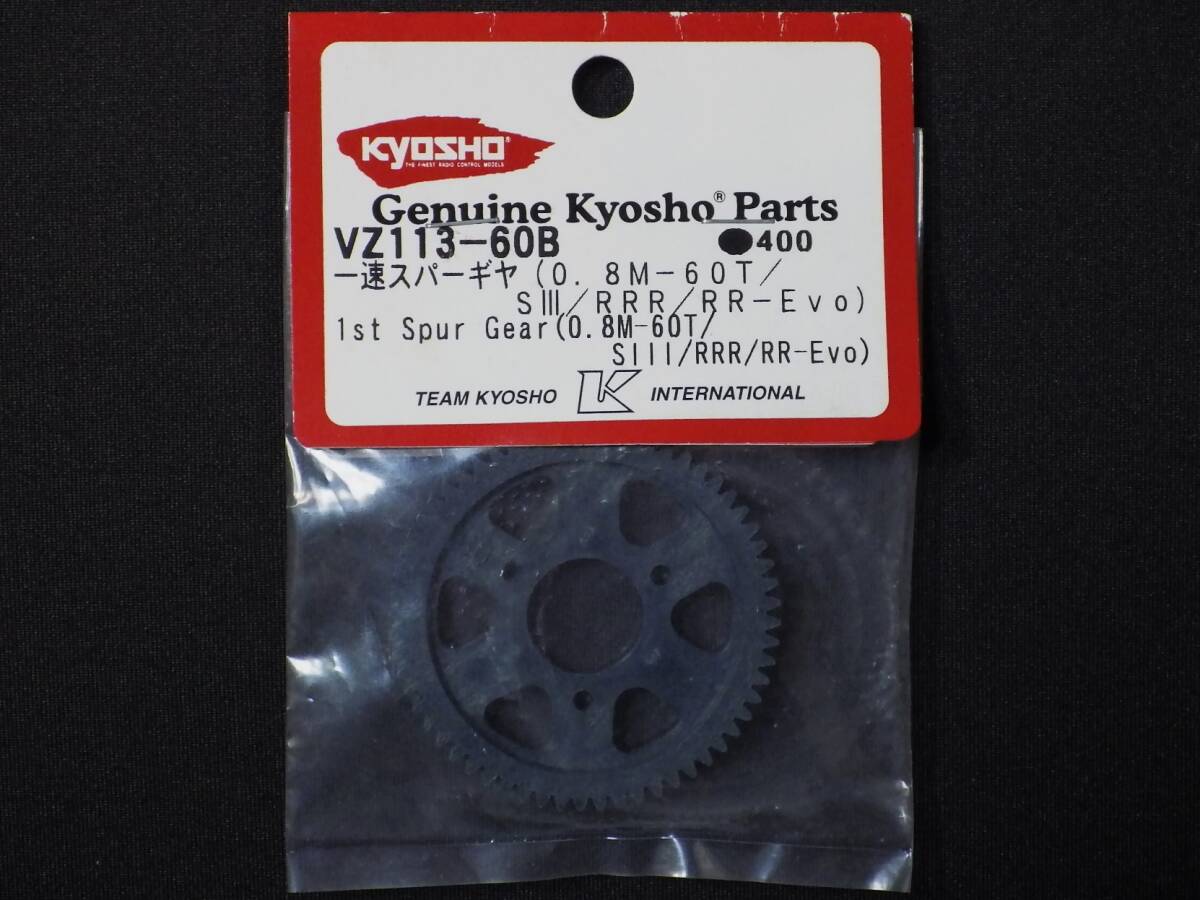 KYOSHO®
THE FINEST RADIO CONTROL MODELS
Genuine Kyosho® Parts
VZ113-60B ●400
一速スパーギヤ(0.8M-60T/
SⅢ/RRR/RR-Evo)
1st Spur Gear(0.8M-60T/
SIII/RRR/RR-Evo)
TEAM KYOSHO K INTERNATIONAL